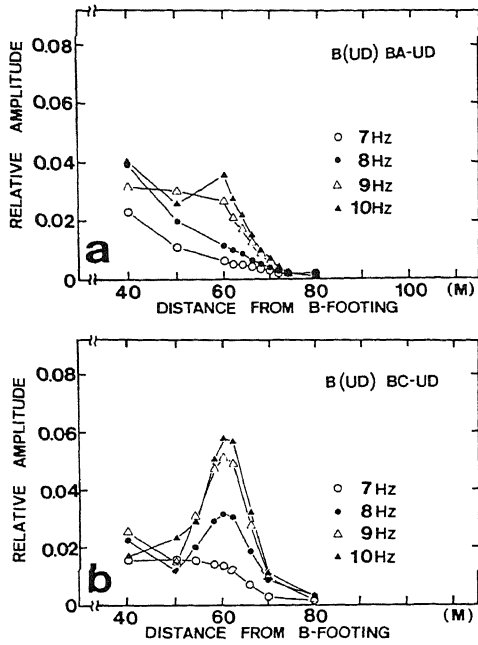 0.08
B(UD) BA-UD
0.06
7Hz
8Hz
0.04
9Hz
10Hz
0.02
RELATIVE AMPLITUDE
a
0
40 60 80 100 (M)
DISTANCE FROM B-FOOTING
0.08
B(UD) BC-UD
0.06
7Hz
8Hz
0.04
9Hz
10Hz
0.02
RELATIVE AMPLITUDE
b
0
40 60 80 (M)
DISTANCE FROM B-FOOTING